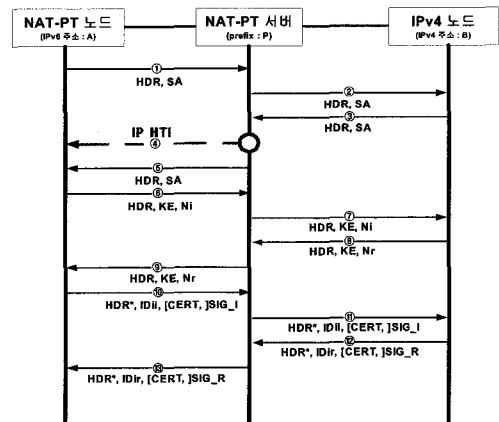 NAT-PT 노드
(IPv6 주소 : A)
NAT-PT 서버
(prefix : P)
IPv4 노드
(IPv4 주소 : B)
①
HDR, SA
②
HDR, SA
③
HDR, SA
IP HTI
④
⑤
HDR, SA
⑥
HDR, KE, Ni
⑦
HDR, KE, Ni
⑧
HDR, KE, Nr
⑨
HDR, KE, Nr
⑩
HDR*, IDii, [CERT, ]SIG_I
⑪
HDR*, IDii, [CERT, ]SIG_I
⑫
HDR*, IDir, [CERT, ]SIG_R
⑬
HDR*, IDir, [CERT, ]SIG_R